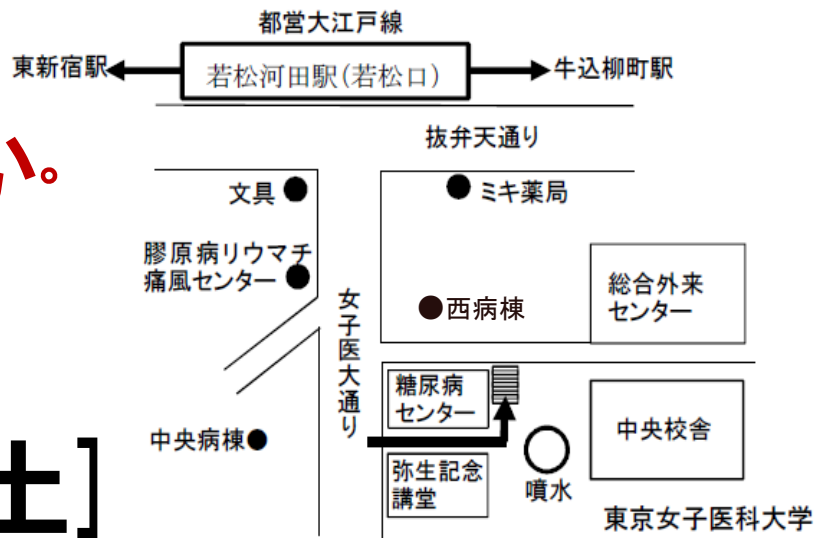 都営大江戸線
東新宿駅
若松河田駅(若松口)
牛込柳町駅
抜弁天通り
い。
文具
ミキ薬局
膠原病リウマチ
痛風センター
西病棟
総合外来
センター
女子医大通り
糖尿病
センター
中央病棟
中央校舎
弥生記念
講堂
噴水
土]
東京女子医科大学